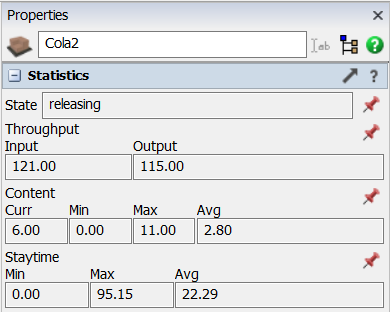 Properties
Cola2
Statistics ?
State releasing
Throughput
Input Output
121.00 115.00
Content
Curr Min Max Avg
6.00 0.00 11.00 2.80
Staytime
Min Max Avg
0.00 95.15 22.29